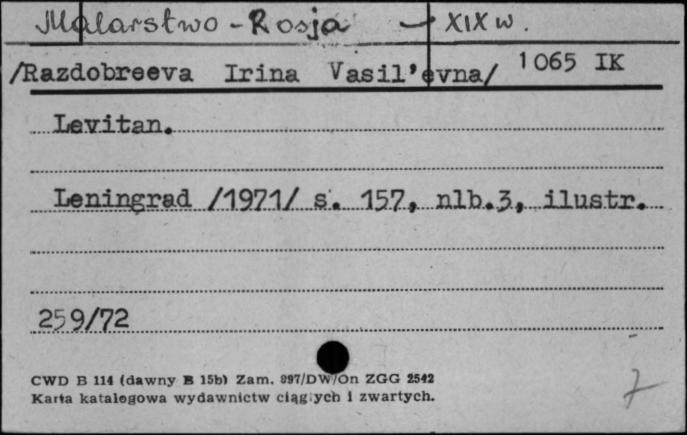 Malarstwo - Rosja — XIX w.
/Razdobreeva Irina Vasil'evna/ 1065 IK
Levitan.
Leningrad /1971/ s. 157, nlb.3, ilustr.
259/72
CWD B 114 (dawny B 15b) Zam. 997/DW/On ZGG 2542
Karta katalogowa wydawnictw ciągłych i zwartych.
7